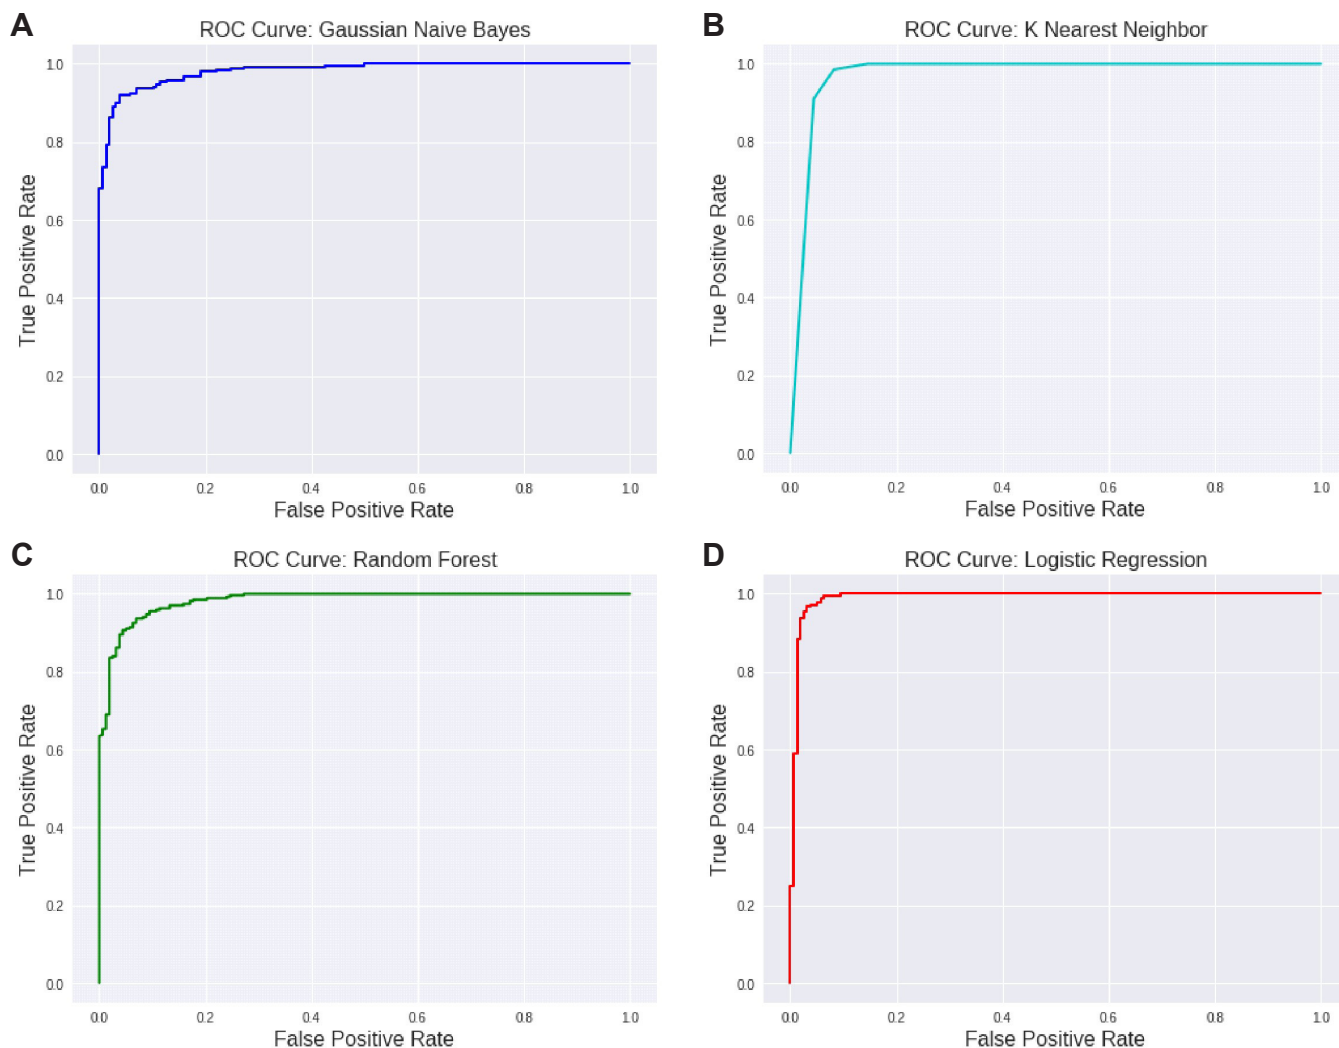 A
ROC Curve: Gaussian Naive Bayes
True Positive Rate
1.0
0.8
0.6
0.4
0.2
0.0
0.0 0.2 0.4 0.6 0.8 1.0
False Positive Rate
B
ROC Curve: K Nearest Neighbor
True Positive Rate
1.0
0.8
0.6
0.4
0.2
0.0
0.0 0.2 0.4 0.6 0.8 1.0
False Positive Rate
C
ROC Curve: Random Forest
True Positive Rate
1.0
0.8
0.6
0.4
0.2
0.0
0.0 0.2 0.4 0.6 0.8 1.0
False Positive Rate
D
ROC Curve: Logistic Regression
True Positive Rate
1.0
0.8
0.6
0.4
0.2
0.0
0.0 0.2 0.4 0.6 0.8 1.0
False Positive Rate